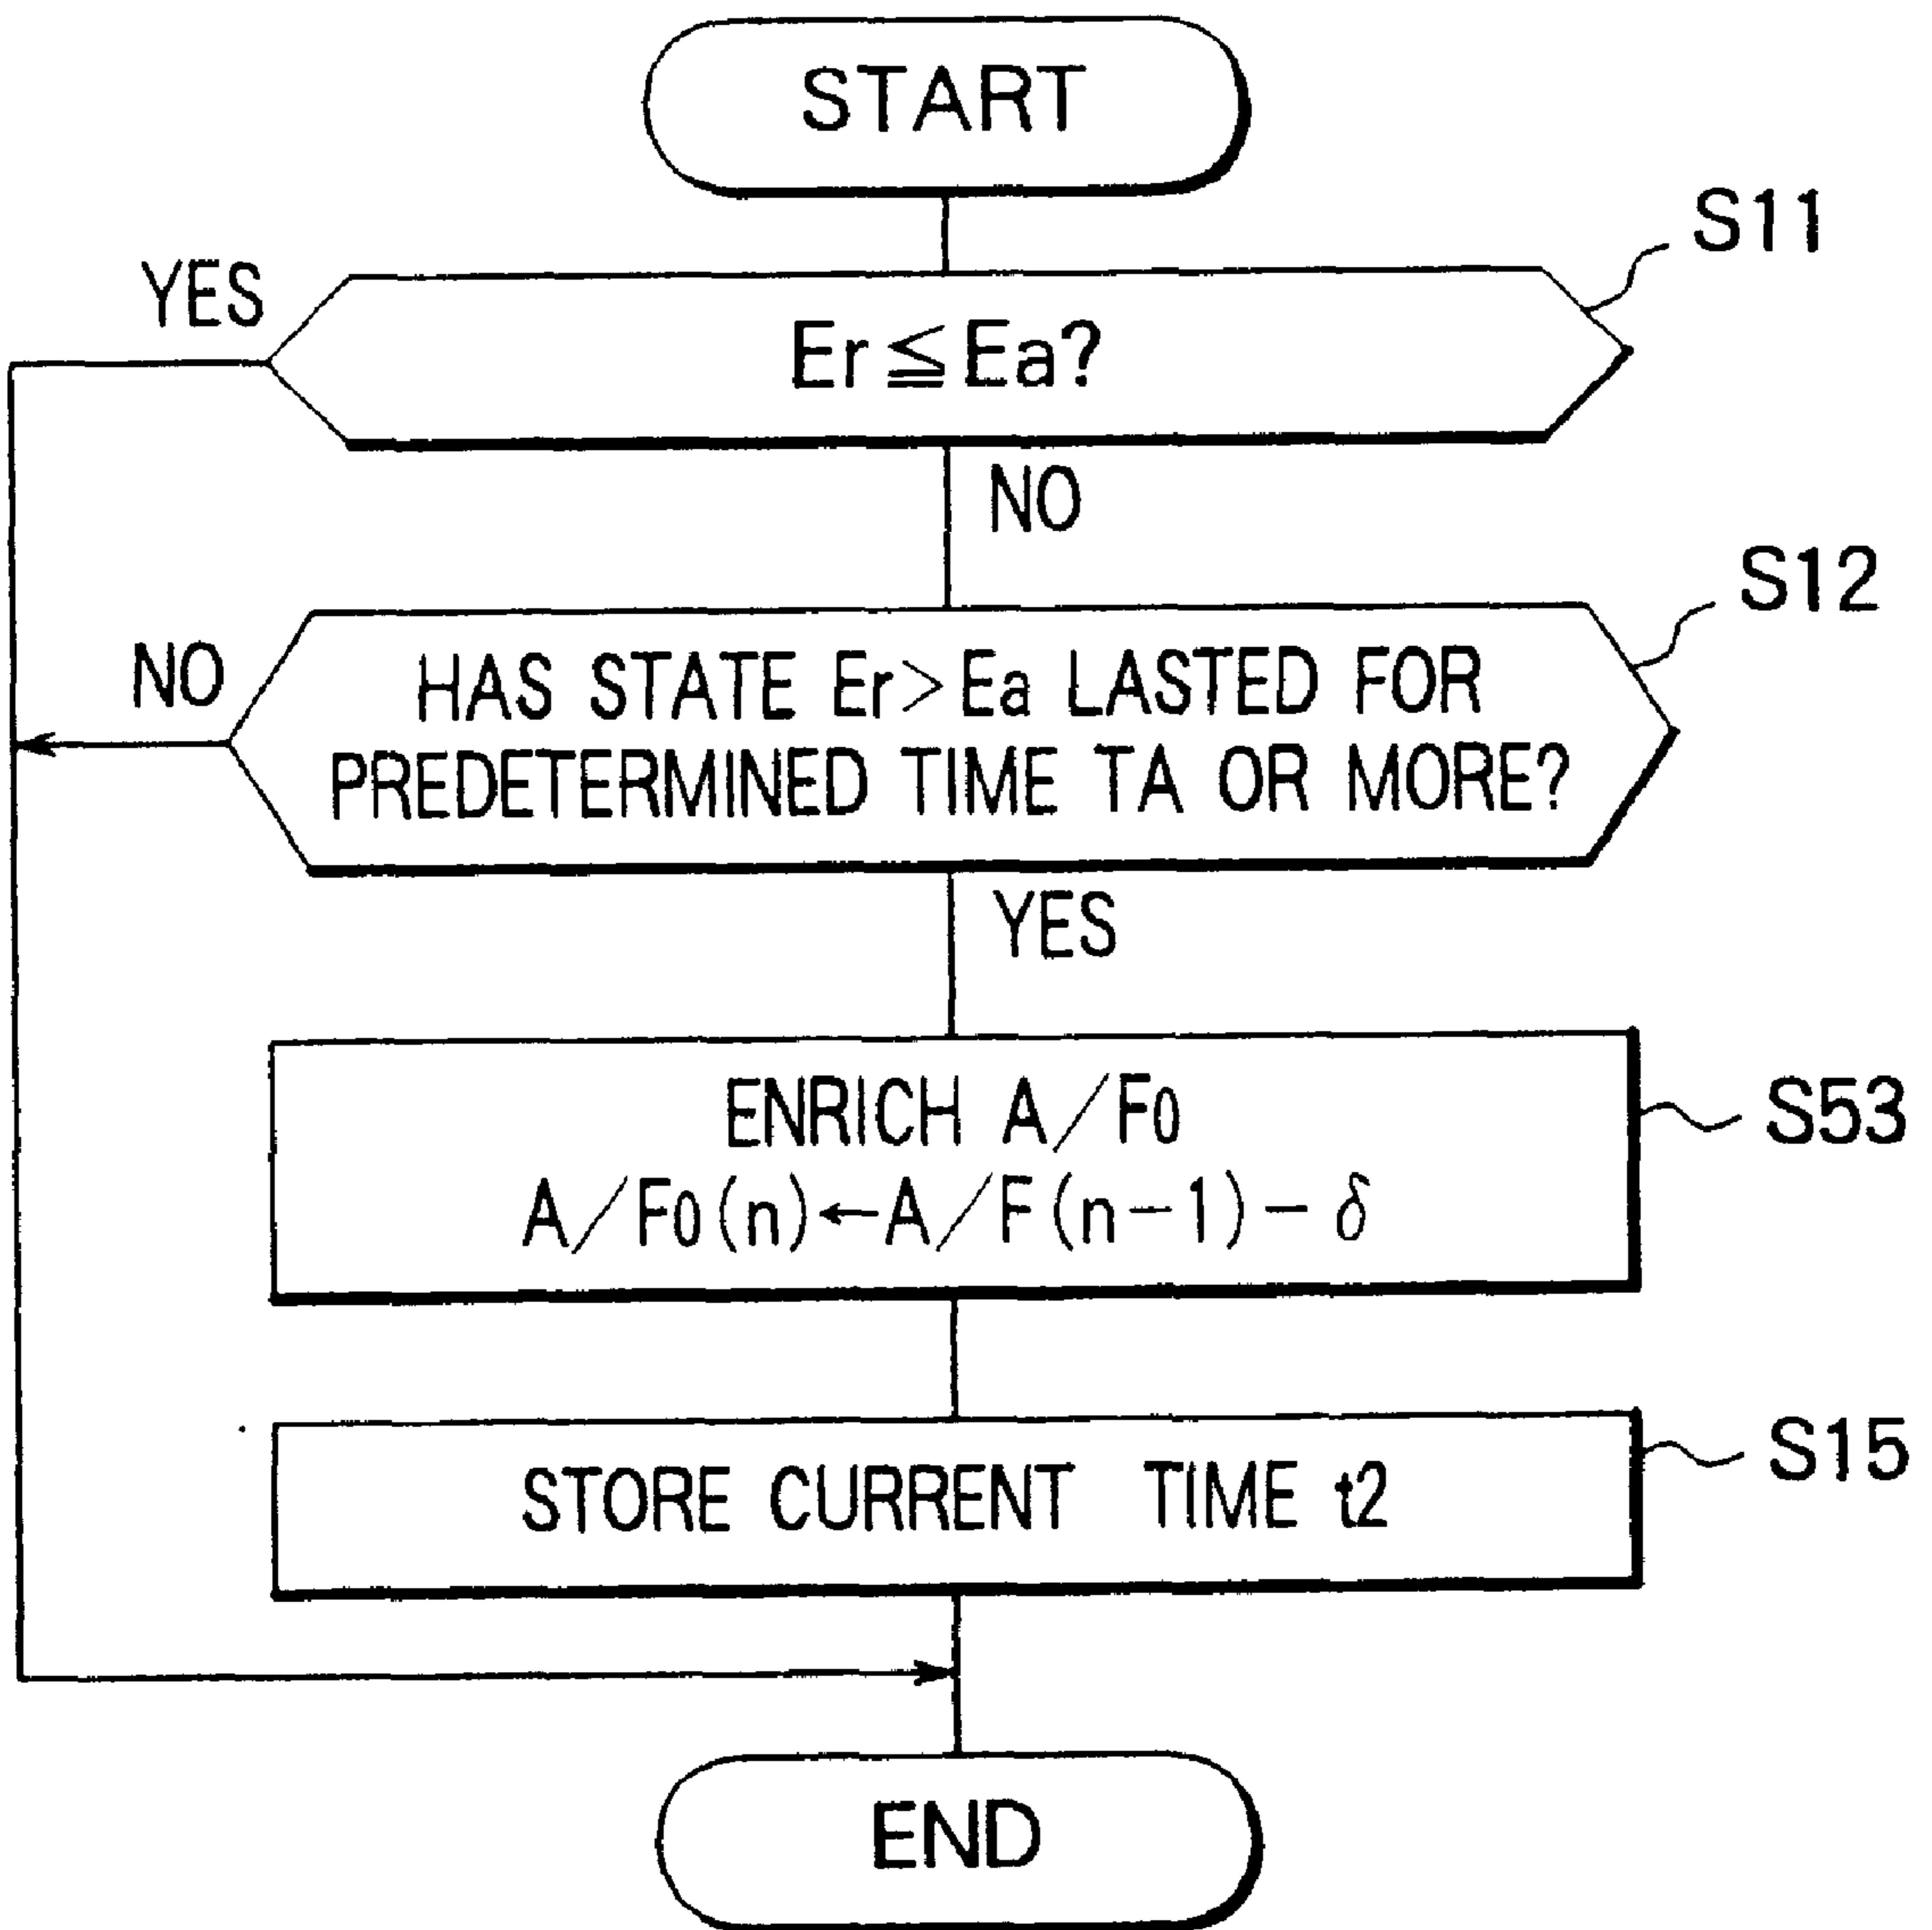 START
S11
YES
Er≦Ea?
NO
S12
NO
HAS STATE Er>Ea LASTED FOR
PREDETERMINED TIME TA OR MORE?
YES
ENRICH A/F0
A/F0(n)←A/F(n-1)-δ
S53
STORE CURRENT TIME t2
S15
END